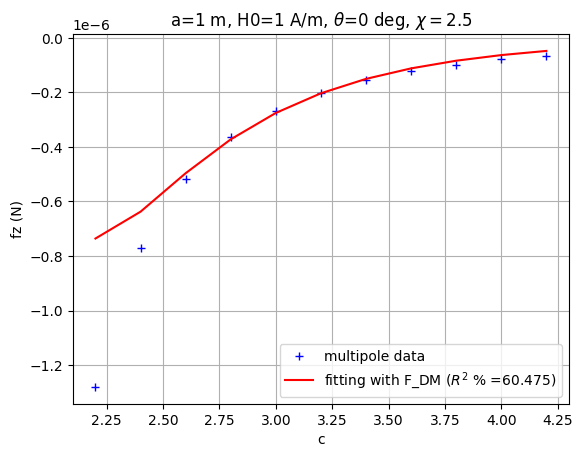 a=1 m, H0=1 A/m, θ=0 deg, χ = 2.5
1e−6
0.0
−0.2
−0.4
−0.6
−0.8
−1.0
−1.2
fz (N)
multipole data
fitting with F_DM (R² % =60.475)
2.25 2.50 2.75 3.00 3.25 3.50 3.75 4.00 4.25
c